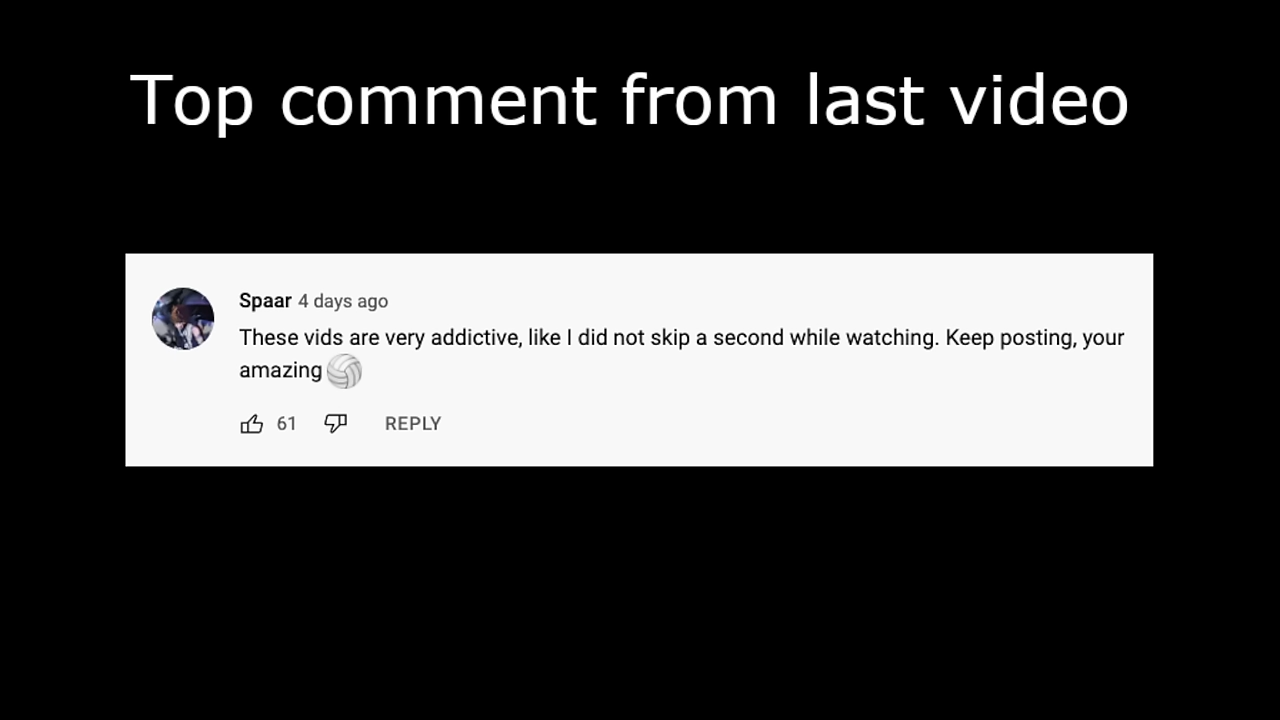 Top comment from last video
Spaar 4 days ago
These vids are very addictive, like I did not skip a second while watching. Keep posting, your
amazing🏐
61 REPLY